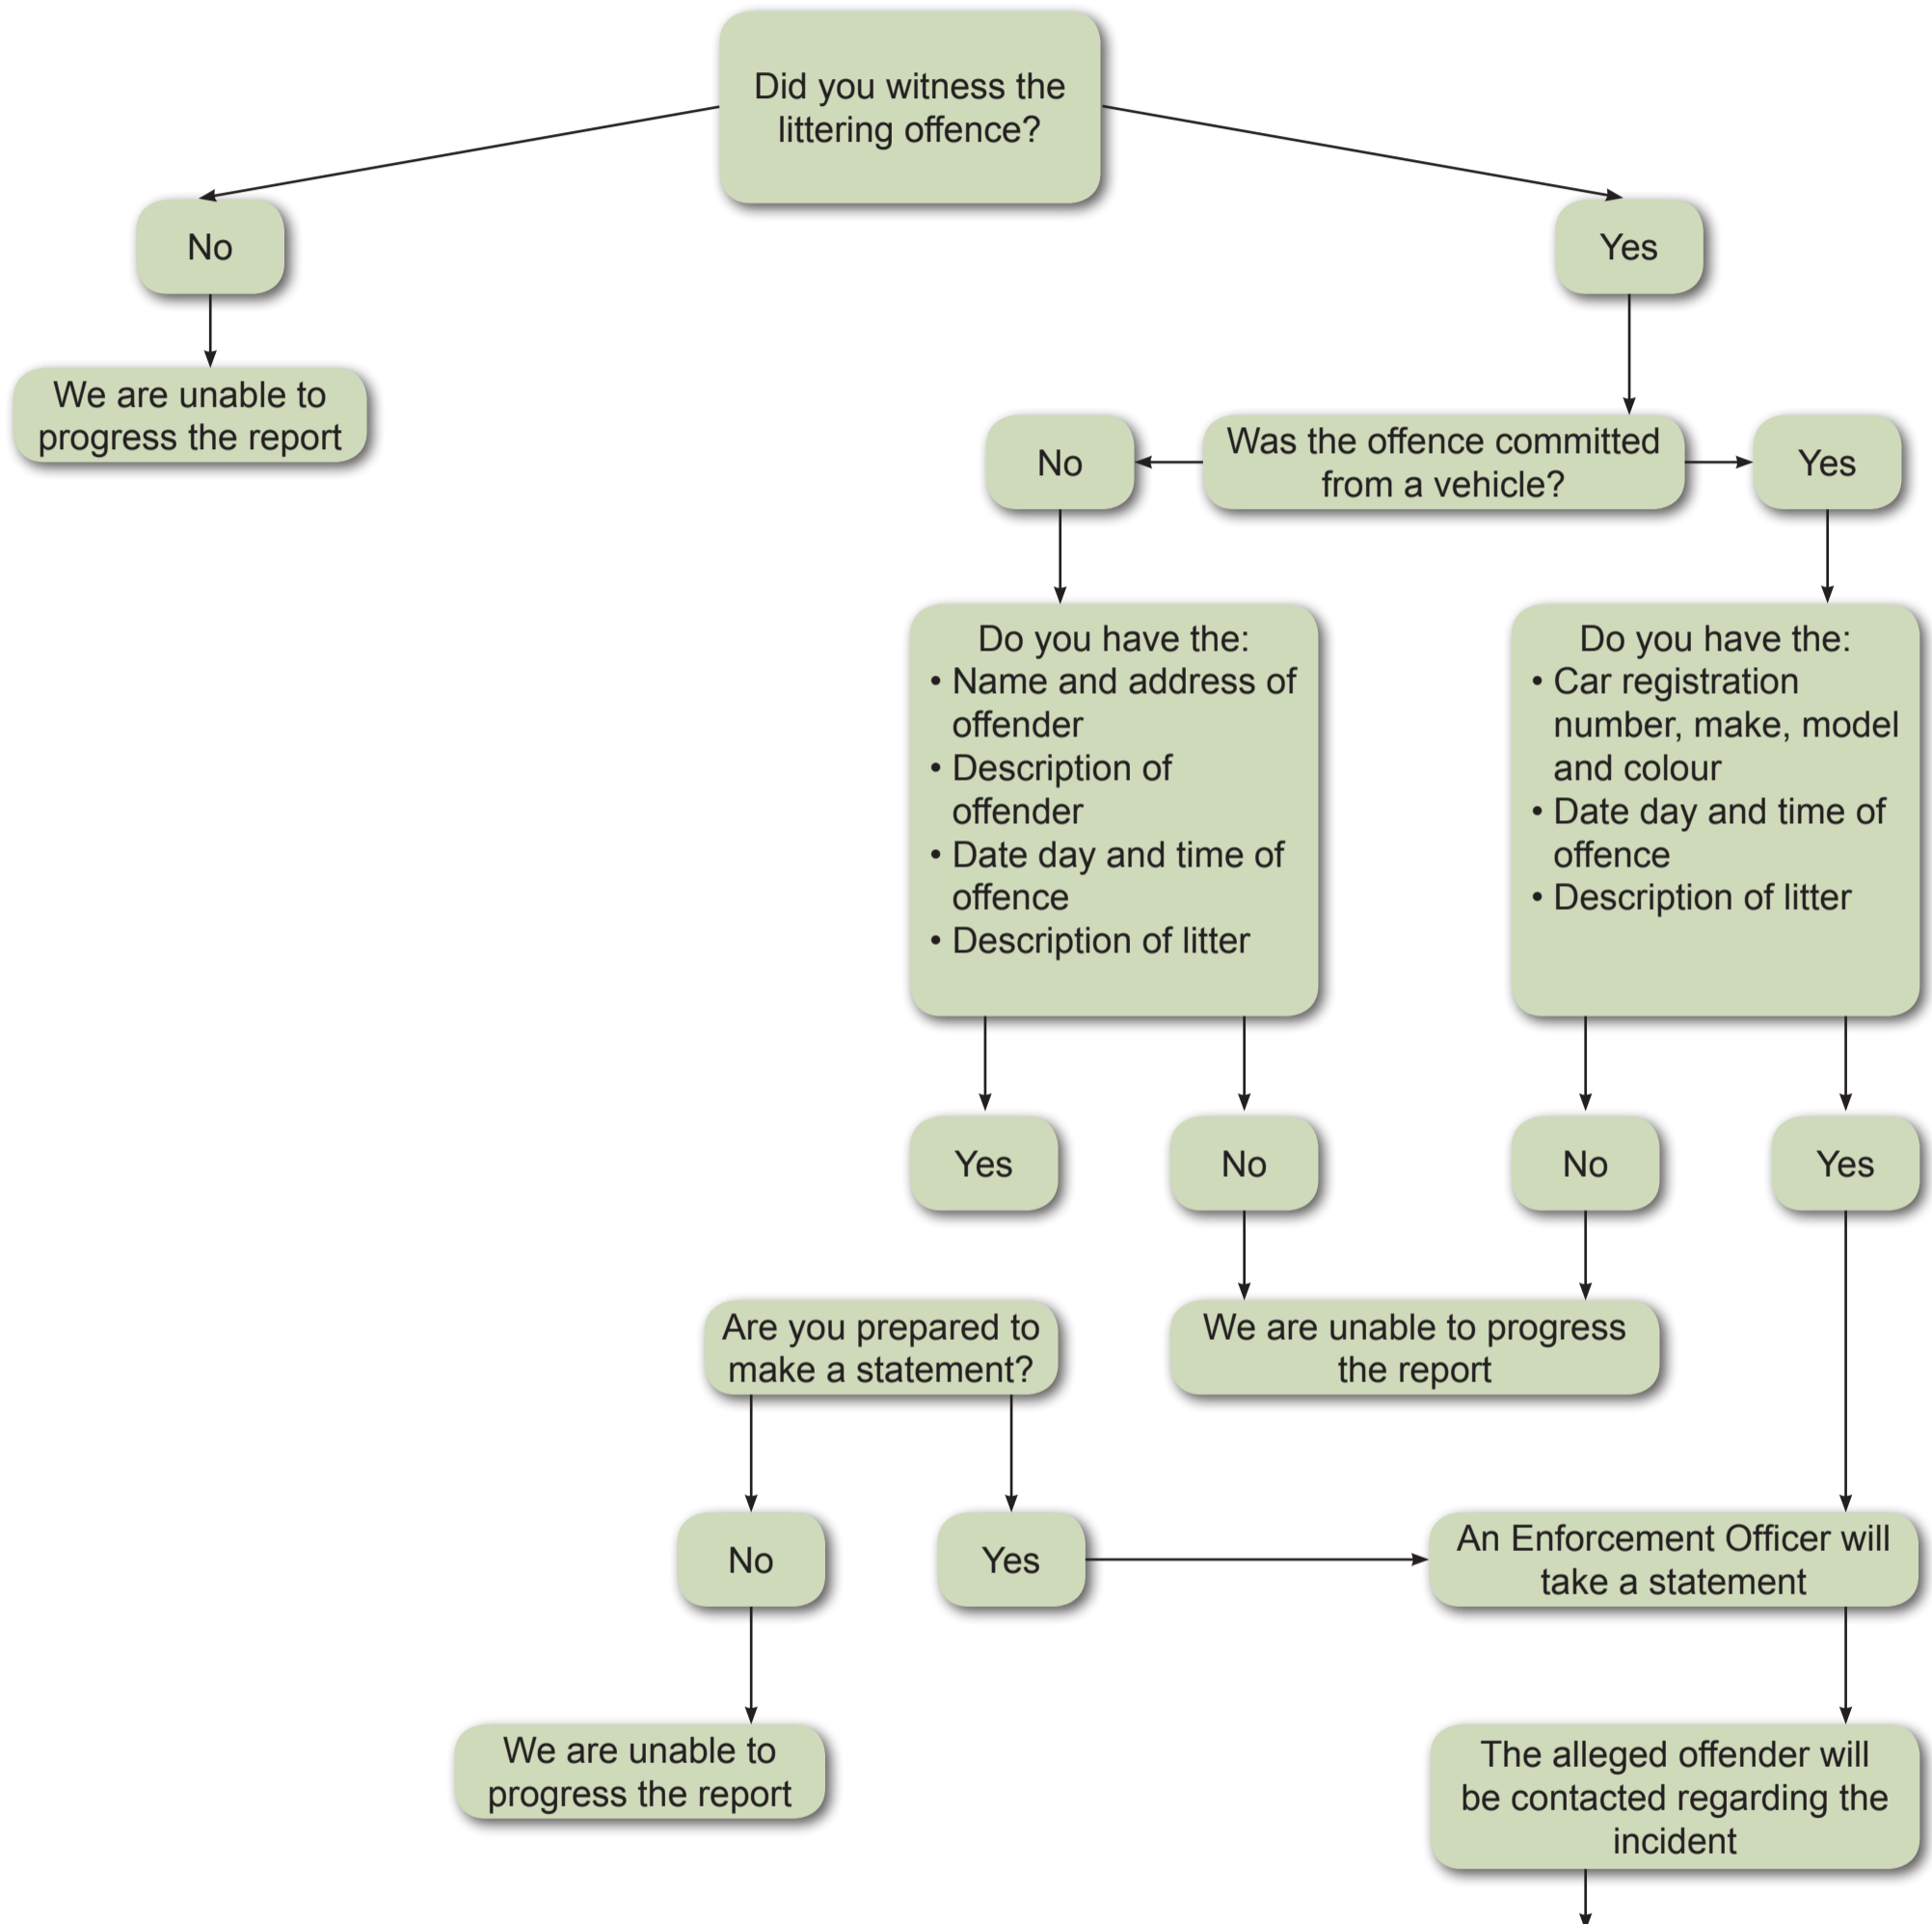 Did you witness the
littering offence?
No
Yes
We are unable to
progress the report
No
Was the offence committed
from a vehicle?
Yes
Do you have the:
• Name and address of
offender
• Description of
offender
• Date day and time of
offence
• Description of litter
Do you have the:
• Car registration
number, make, model
and colour
• Date day and time of
offence
• Description of litter
Yes
No
No
Yes
Are you prepared to
make a statement?
We are unable to progress
the report
No
Yes
An Enforcement Officer will
take a statement
We are unable to
progress the report
The alleged offender will
be contacted regarding the
incident